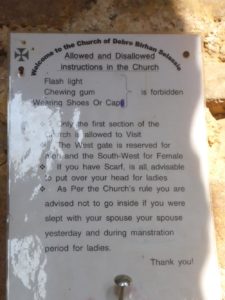 Welcome to the Church of Debre Birhan Selassie
Allowed and Disallowed
instructions in the Church
Flash light
Chewing gum
is forbidden
Wearing Shoes Or Cap
Only the first section of the
church is allowed to Visit
The West gate is reserved for
and the South-West for Female
If you have Scarf, is all, advisable
to put over your head for ladies
As Per the Church's rule you are
advised not to go inside if you were
slept with your spouse your spouse
yesterday and during manstration
period for ladies.
Thank you!